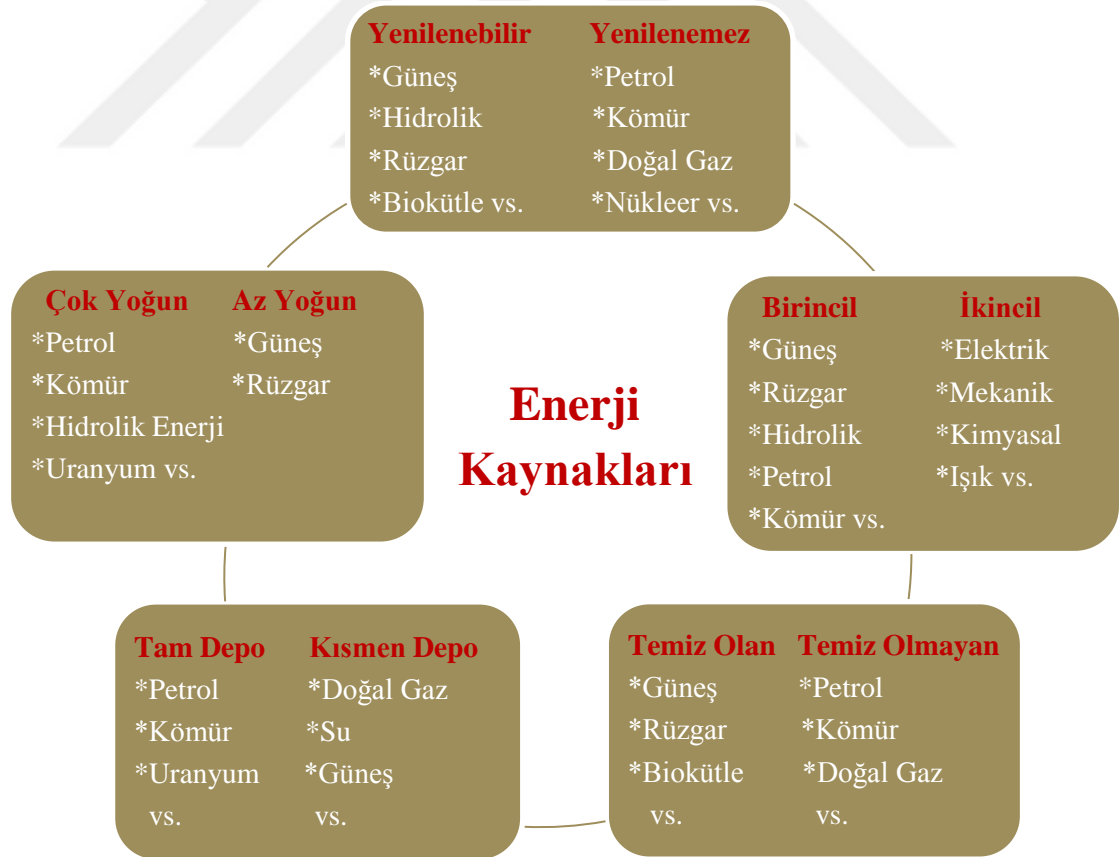 Yenilenebilir Yenilenemez
*Güneş *Petrol
*Hidrolik *Kömür
*Rüzgar *Doğal Gaz
*Biokütle vs. *Nükleer vs.
Çok Yoğun Az Yoğun
*Petrol *Güneş
*Kömür *Rüzgar
*Hidrolik Enerji
*Uranyum vs.
Enerji
Kaynakları
Birincil İkincil
*Güneş *Elektrik
*Rüzgar *Mekanik
*Hidrolik *Kimyasal
*Petrol *Işık vs.
*Kömür vs.
Tam Depo Kısmen Depo
*Petrol *Doğal Gaz
*Kömür *Su
*Uranyum *Güneş
vs. vs.
Temiz Olan Temiz Olmayan
*Güneş *Petrol
*Rüzgar *Kömür
*Biokütle *Doğal Gaz
vs. vs.